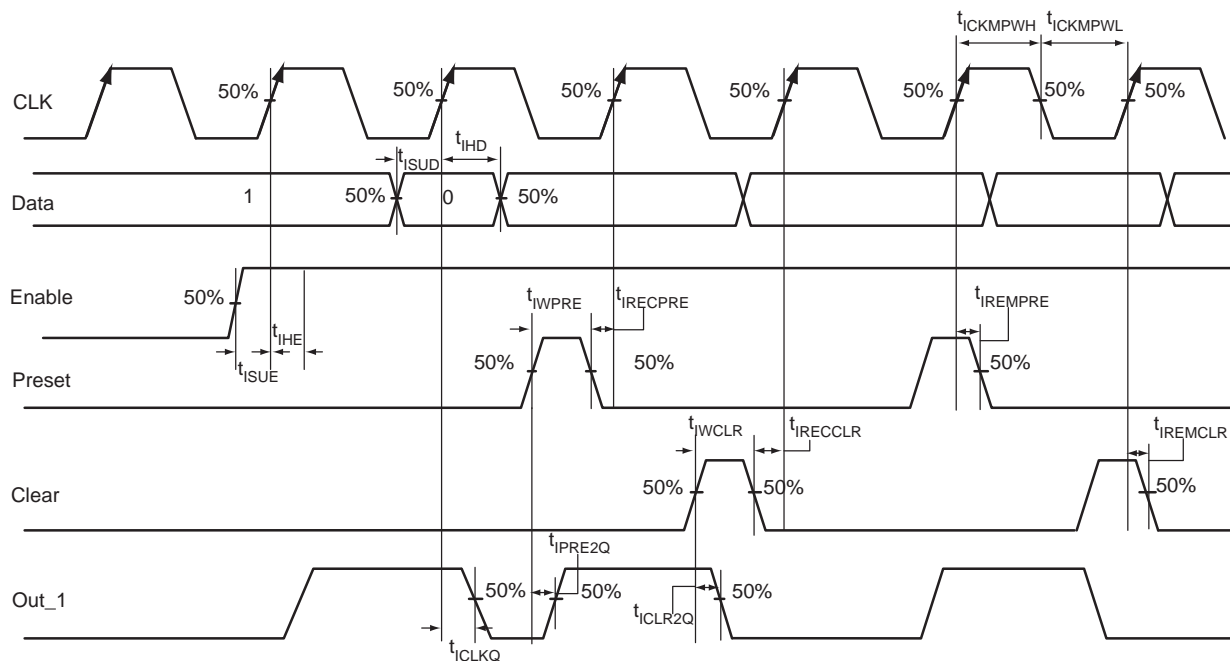 tICKMPWH tICKMPWL
CLK 50% 50% 50% 50% 50% 50% 50%
tISUD tIHD
Data 1 50% 0 50%
Enable 50% tIWPRE tIRECPRE tIREMPRE
tIHE
tISUE
Preset 50% 50% 50%
tIWCLR tIRECCLR tIREMCLR
Clear 50% 50% 50%
tIPRE2Q
Out_1 50% 50% tICLR2Q 50%
tICLKQ